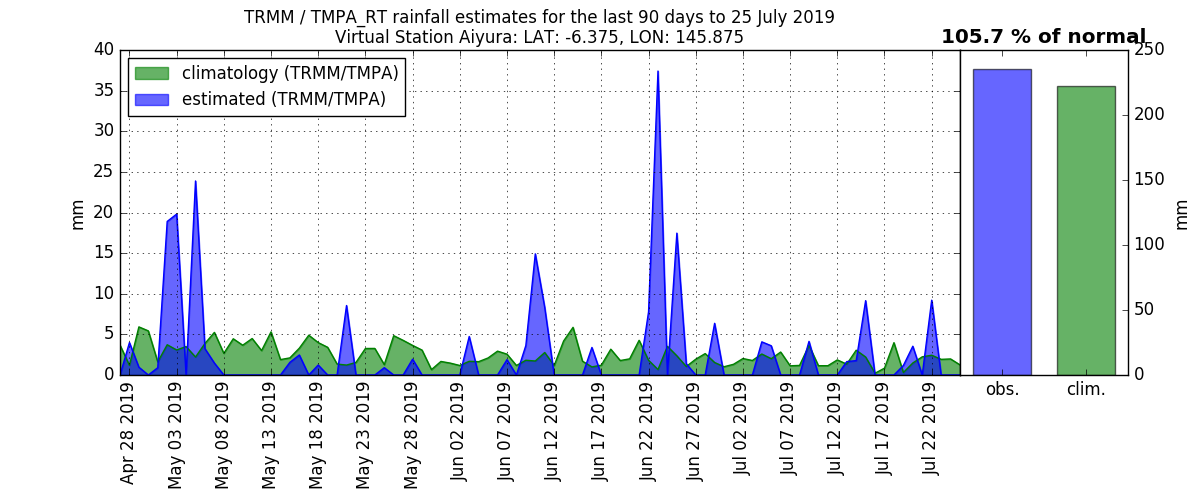 TRMM / TMPA_RT rainfall estimates for the last 90 days to 25 July 2019
Virtual Station Aiyura: LAT: -6.375, LON: 145.875
105.7 % of normal
climatology (TRMM/TMPA)
estimated (TRMM/TMPA)
40
35
30
25
20
15
10
5
0
mm
Apr 28 2019
May 03 2019
May 08 2019
May 13 2019
May 18 2019
May 23 2019
May 28 2019
Jun 02 2019
Jun 07 2019
Jun 12 2019
Jun 17 2019
Jun 22 2019
Jun 27 2019
Jul 02 2019
Jul 07 2019
Jul 12 2019
Jul 17 2019
Jul 22 2019
obs.
clim.
250
200
150
100
50
0
mm